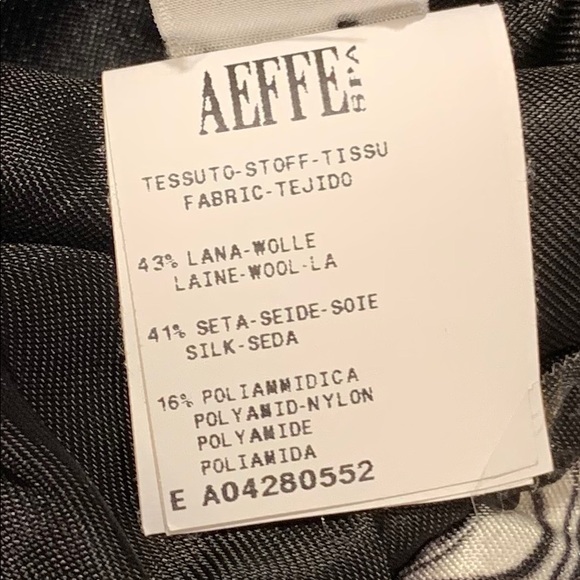 AEFFE SPA
TESSUTO-STOFF-TISSU
FABRIC-TEJIDO
43% LANA-WOLLE
LAINE-WOOL-LA
41% SETA-SEIDE-SOIE
SILK-SEDA
16% POLIAMMIDICA
POLYAMID-NYLON
POLYAMIDE
POLIAMIDA
E A04280552